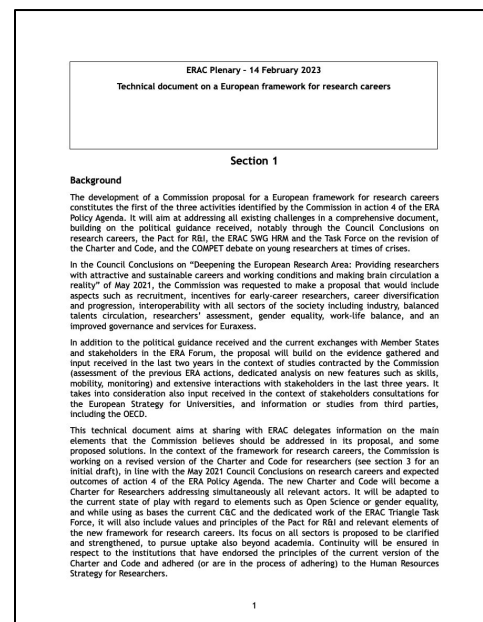 ERAC Plenary – 14 February 2023
Technical document on a European framework for research careers
Section 1
Background
The development of a Commission proposal for a European framework for research careers
constitutes the first of the three activities identified by the Commission in action 4 of the ERA
Policy Agenda. It will aim at addressing all existing challenges in a comprehensive document,
building on the political guidance received, notably through the Council Conclusions on
research careers, the Pact for R&I, the ERAC SWG HRM and the Task Force on the revision of
the Charter and Code, and the COMPET debate on young researchers at times of crises.
In the Council Conclusions on “Deepening the European Research Area: Providing researchers
with attractive and sustainable careers and working conditions and making brain circulation a
reality” of May 2021, the Commission was requested to make a proposal that would include
aspects such as recruitment, incentives for early-career researchers, career diversification
and progression, interoperability with all sectors of the society including industry, balanced
talents circulation, researchers’ assessment, gender equality, work-life balance, and an
improved governance and services for Euraxess.
In addition to the political guidance received and the current exchanges with Member States
and stakeholders in the ERA Forum, the proposal will build on the evidence gathered and
input received in the last two years in the context of studies contracted by the Commission
(assessment of the previous ERA actions, dedicated analysis on new features such as skills,
mobility, monitoring) and extensive interactions with stakeholders in the last three years. It
takes into consideration also input received in the context of stakeholders consultations for
the European Strategy for Universities, and information or studies from third parties,
including the OECD.
This technical document aims at sharing with ERAC delegates information on the main
elements that the Commission believes should be addressed in its proposal, and some
proposed solutions. In the context of the framework for research careers, the Commission is
working on a revised version of the Charter and Code for researchers (see section 3 for an
initial draft), in line with the May 2021 Council Conclusions on research careers and expected
outcomes of action 4 of the ERA Policy Agenda. The new Charter and Code will become a
Charter for Researchers addressing simultaneously all relevant actors. It will be adapted to
the current state of play with regard to elements such as Open Science or gender equality,
and while using as bases the current C&C and the dedicated work of the ERAC Triangle Task
Force, it will also include values and principles of the Pact for R&I and relevant elements of
the new framework for research careers. Its focus on all sectors is proposed to be clarified
and strengthened, to pursue uptake also beyond academia. Continuity will be ensured in
respect to the institutions that have endorsed the principles of the current version of the
Charter and Code and adhered (or are in the process of adhering) to the Human Resources
Strategy for Researchers.
1